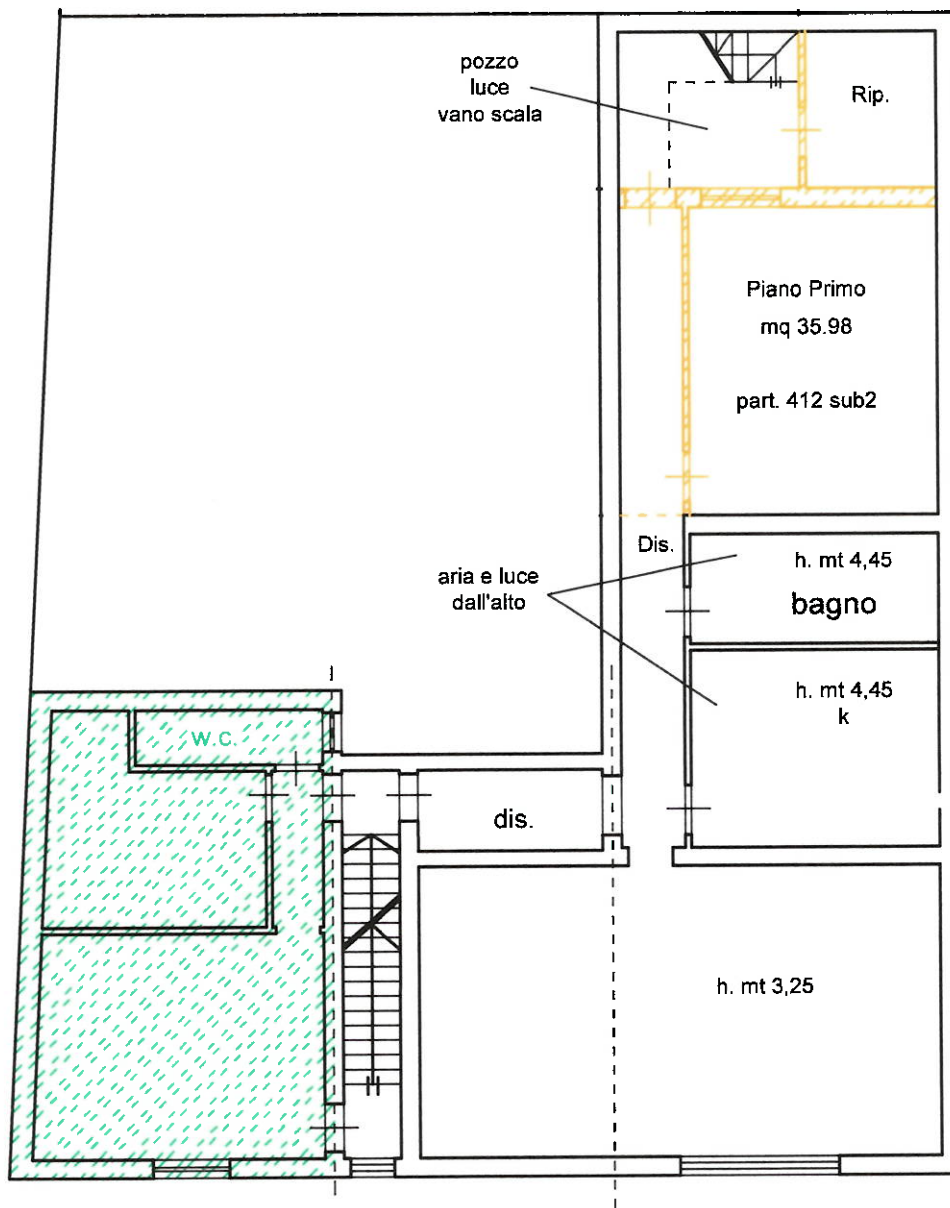 pozzo
luce
vano scala
Rip.
Piano Primo
mq 35.98
part. 412 sub2
Dis.
h. mt 4,45
bagno
aria e luce
dall'alto
h. mt 4,45
k
W.C.
dis.
h. mt 3,25